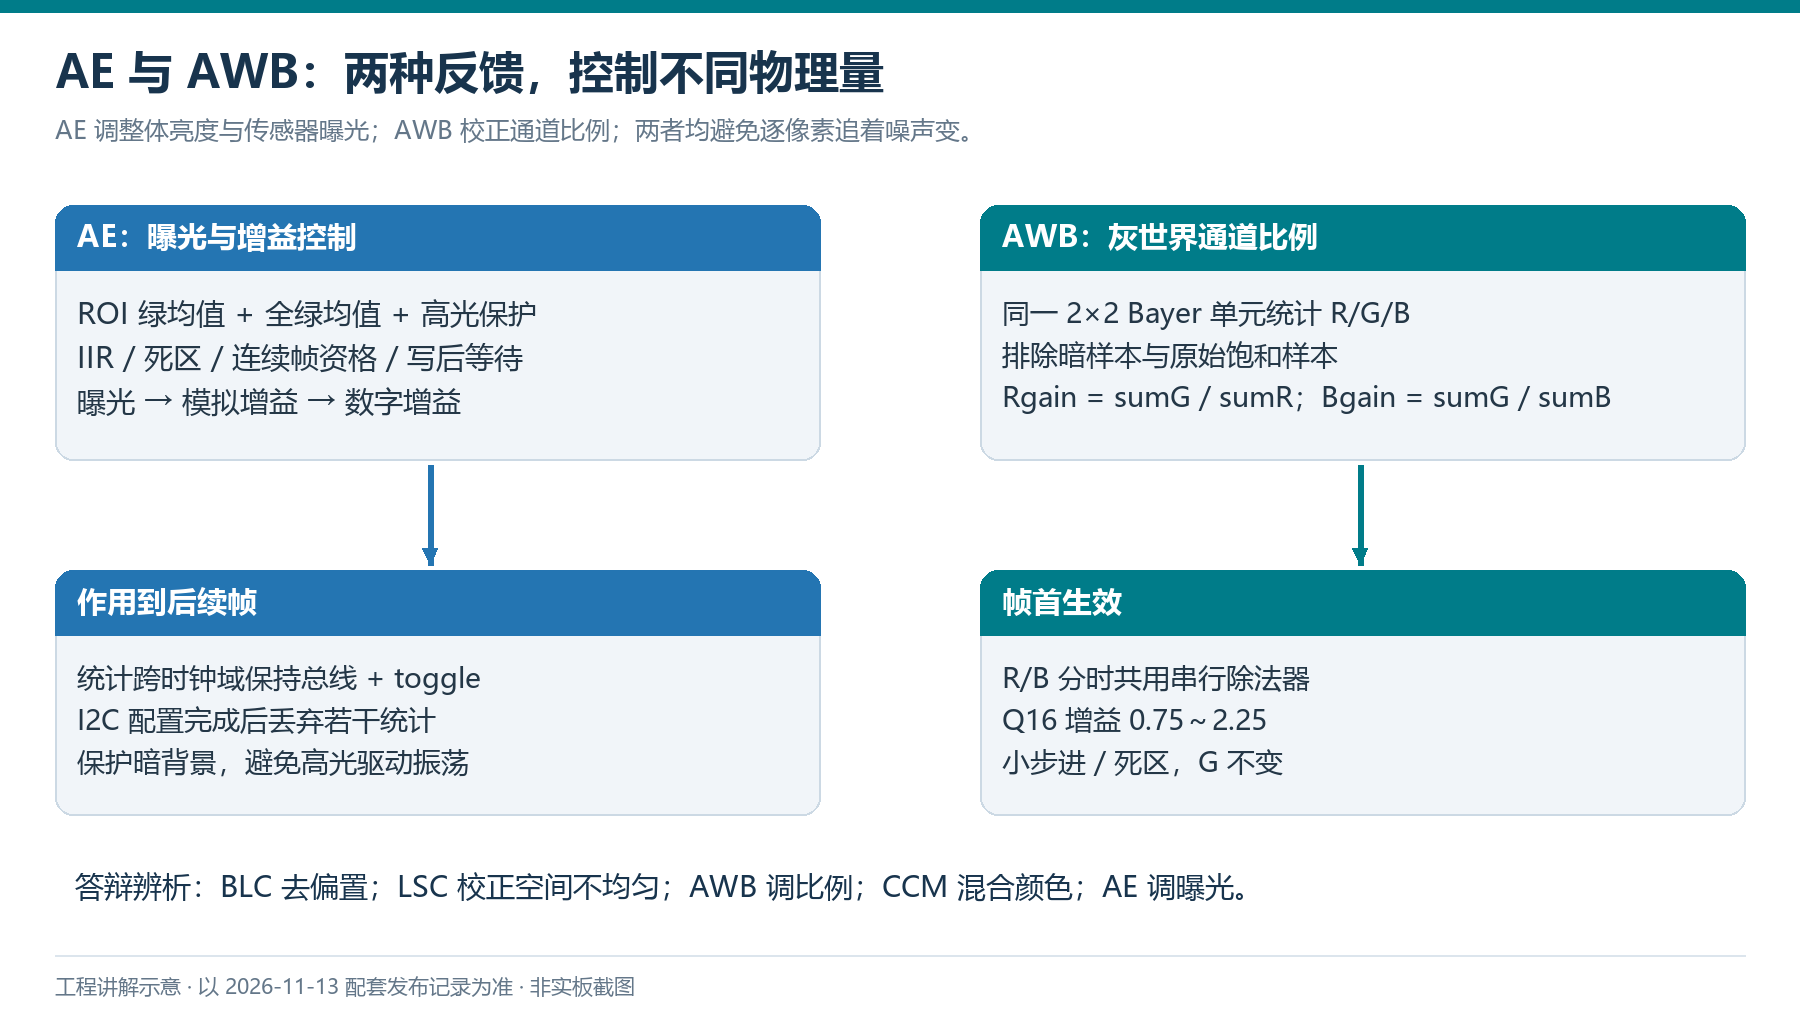 AE 与 AWB：两种反馈，控制不同物理量
AE 调整体亮度与传感器曝光；AWB 校正通道比例；两者均避免逐像素追着噪声变。
AE：曝光与增益控制
ROI 绿均值 + 全绿均值 + 高光保护
IIR / 死区 / 连续帧资格 / 写后等待
曝光 → 模拟增益 → 数字增益
AWB：灰世界通道比例
同一 2×2 Bayer 单元统计 R/G/B
排除暗样本与原始饱和样本
Rgain = sumG / sumR；Bgain = sumG / sumB
作用到后续帧
统计跨时钟域保持总线 + toggle
I2C 配置完成后丢弃若干统计
保护暗背景，避免高光驱动振荡
帧首生效
R/B 分时共用串行除法器
Q16 增益 0.75～2.25
小步进 / 死区，G 不变
答辩辨析：BLC 去偏置；LSC 校正空间不均匀；AWB 调比例；CCM 混合颜色；AE 调曝光。
工程讲解示意 · 以 2026-11-13 配套发布记录为准 · 非实板截图